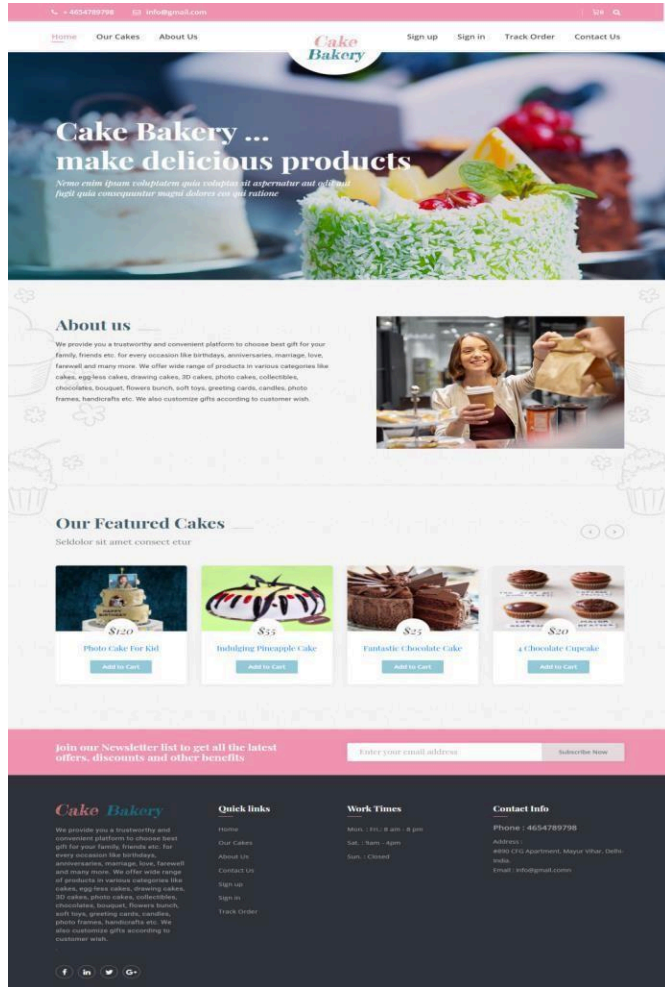 + 4654789798 info@gmail.com 0
Home Our Cakes About Us
Cake
Bakery
Sign up Sign in Track Order Contact Us
Cake Bakery ...
make delicious products
Nemo enim ipsam voluptatem quia voluptas sit aspernatur aut odit aut
fugit quia consequuntur magni dolores eos qui ratione
About us
We provide you a trustworthy and convenient platform to choose best gift for your
family, friends etc. for every occasion like birthdays, anniversaries, marriage, love,
farewell and many more. We offer wide range of products in various categories like
cakes, egg-less cakes, drawing cakes, 3D cakes, photo cakes, collectibles,
chocolates, bouquet, flowers bunch, soft toys, greeting cards, candles, photo
frames, handicrafts etc. We also customize gifts according to customer wish.
Our Featured Cakes
Seldolor sit amet consect etur
HAPPY
BIRTHDAY
$120
Photo Cake For Kid
Add to Cart
$55
Indulging Pineapple Cake
Add to Cart
$25
Fantastic Chocolate Cake
Add to Cart
$20
4 Chocolate Cupcake
Add to Cart
Join our Newsletter list to get all the latest
offers, discounts and other benefits
Enter your email address
Subscribe Now
Cake Bakery
We provide you a trustworthy and
convenient platform to choose best
gift for your family, friends etc. for
every occasion like birthdays,
anniversaries, marriage, love, farewell
and many more. We offer wide range
of products in various categories like
cakes, egg-less cakes, drawing cakes,
3D cakes, photo cakes, collectibles,
chocolates, bouquet, flowers bunch,
soft toys, greeting cards, candles,
photo frames, handicrafts etc. We
also customize gifts according to
customer wish.
Quick links
Home
Our Cakes
About Us
Contact Us
Sign up
Sign in
Track Order
Work Times
Mon. : Fri.: 8 am - 8 pm
Sat. : 9am - 4pm
Sun. : Closed
Contact Info
Phone : 4654789798
Address :
#890 CFG Apartment, Mayur Vihar, Delhi-
India.
Email : info@gmail.comn